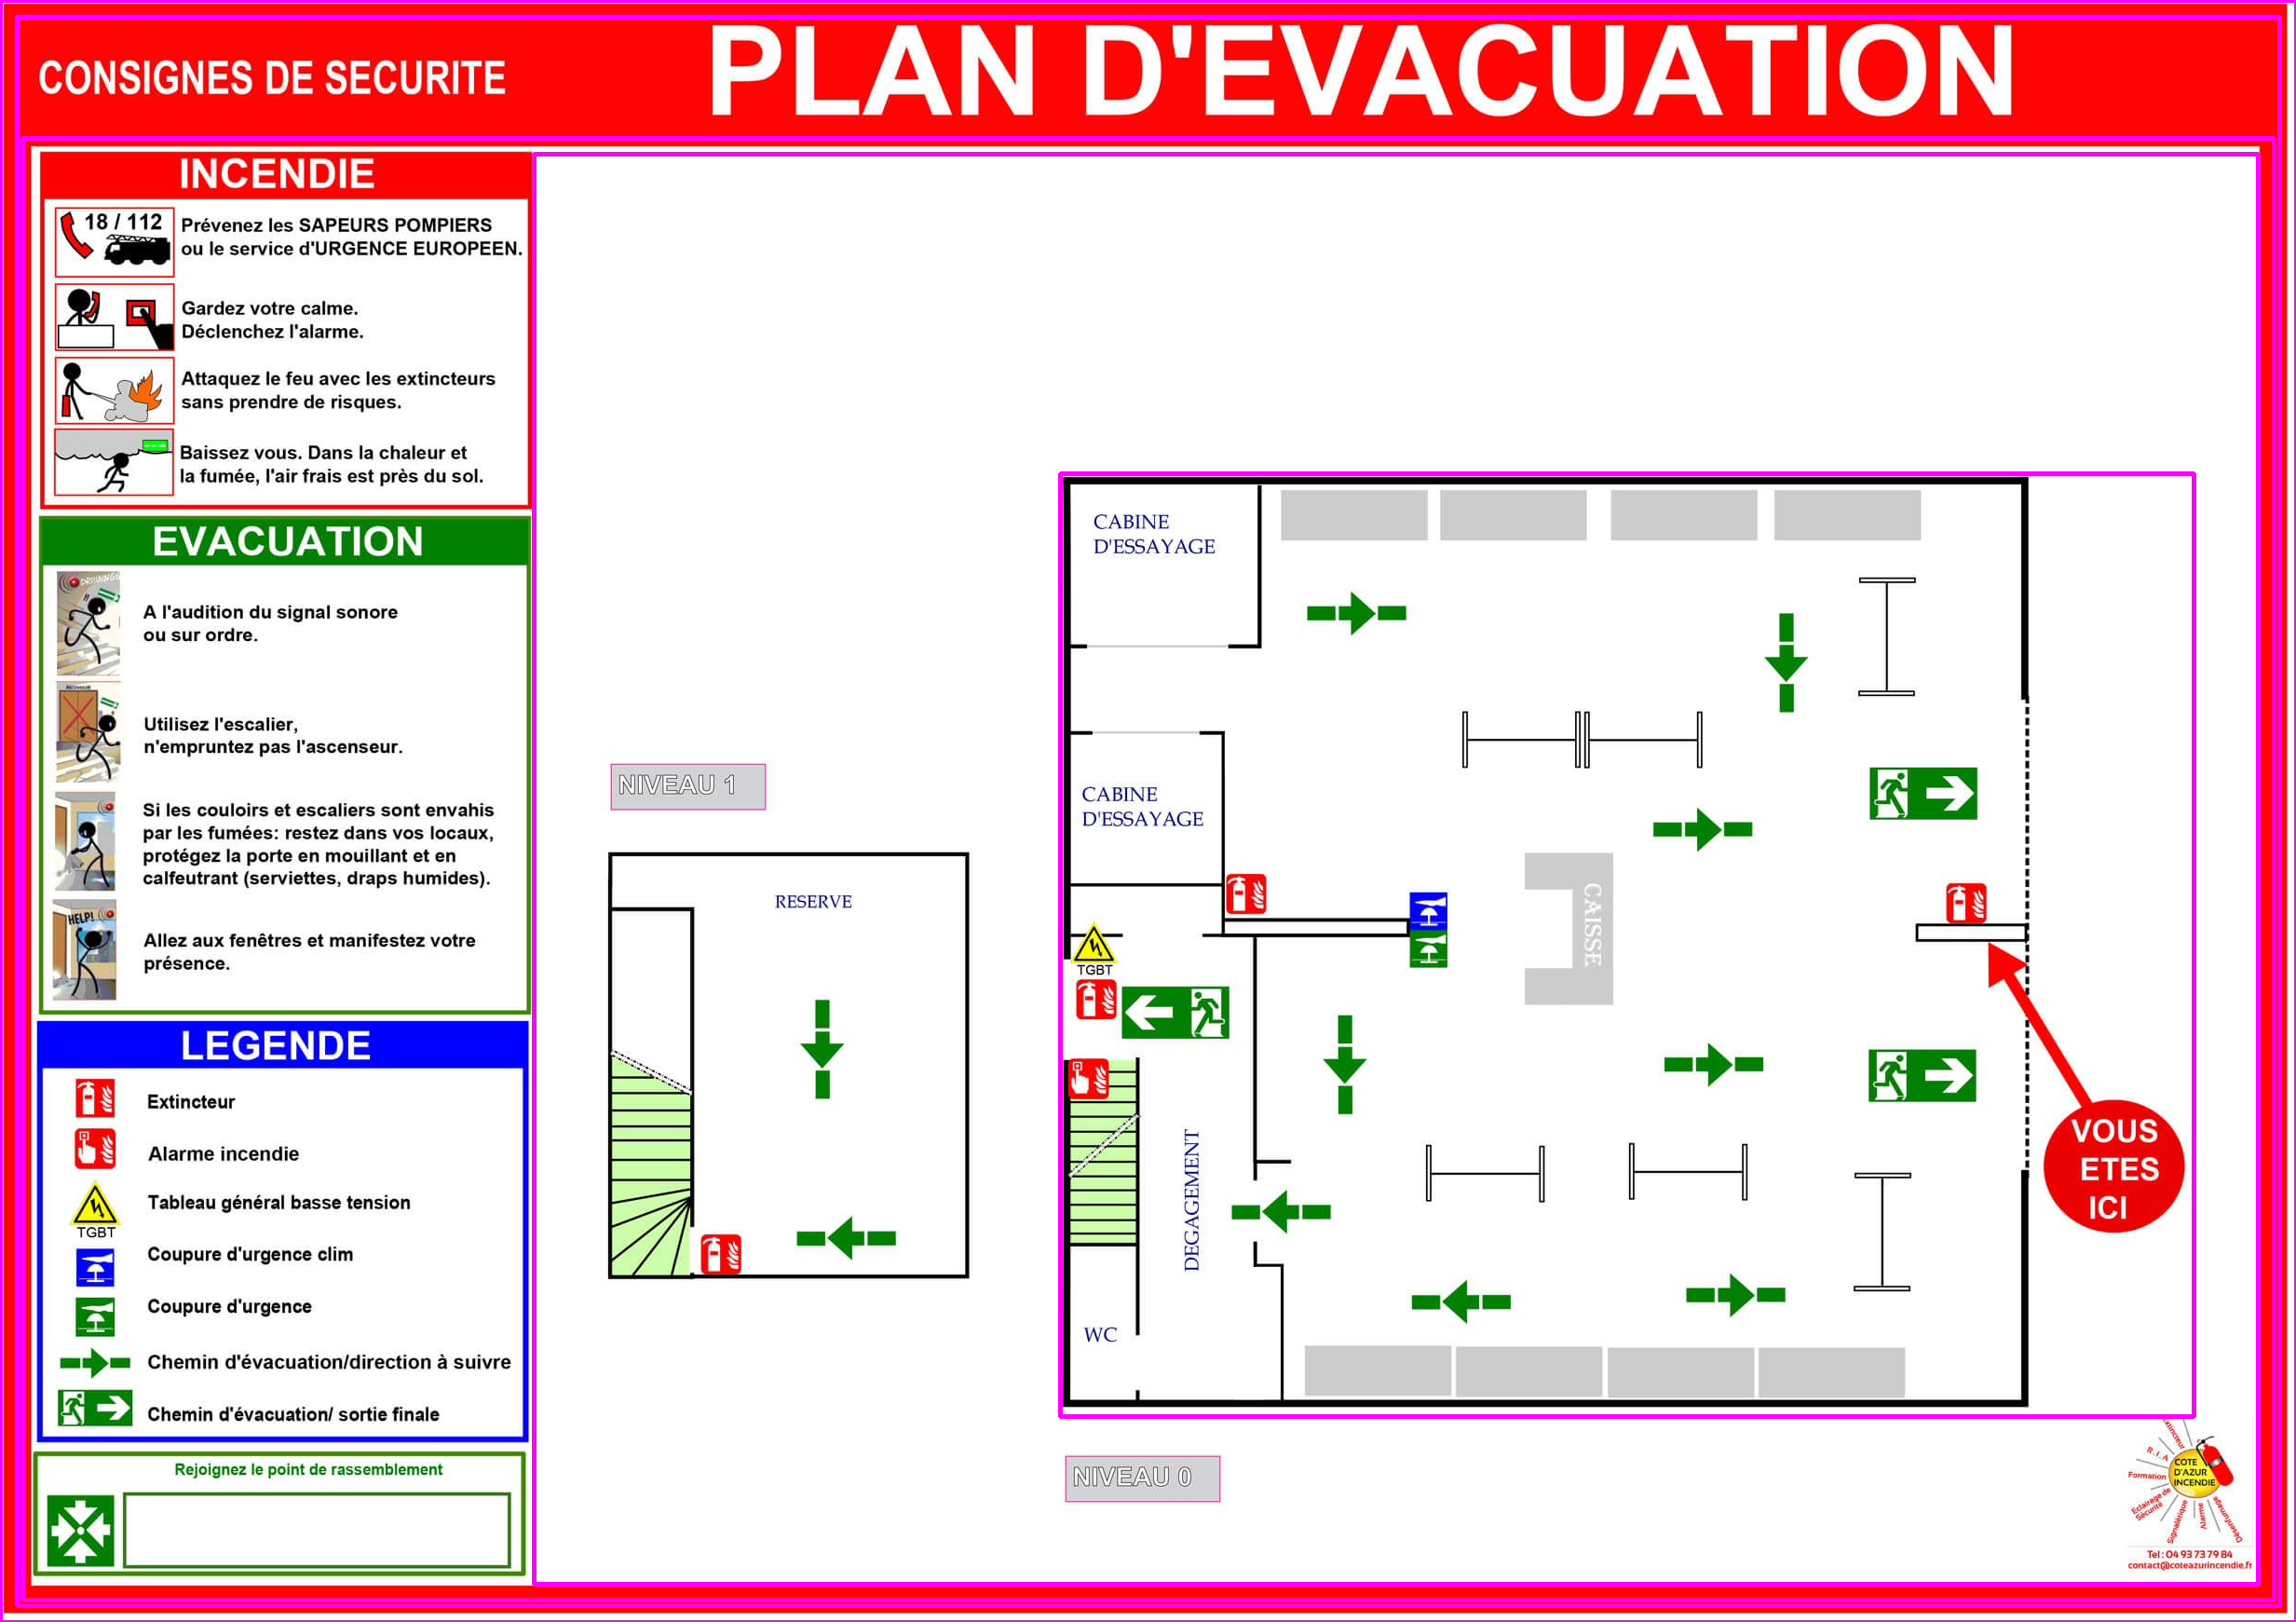 CONSIGNES DE SECURITE
PLAN D'EVACUATION
INCENDIE
18 / 112
Prévenez les SAPEURS POMPIERS
ou le service d'URGENCE EUROPEEN.
Gardez votre calme.
Déclenchez l'alarme.
Attaquez le feu avec les extincteurs
sans prendre de risques.
Baissez vous. Dans la chaleur et
la fumée, l'air frais est près du sol.
EVACUATION
A l'audition du signal sonore
ou sur ordre.
Utilisez l'escalier,
n'empruntez pas l'ascenseur.
Si les couloirs et escaliers sont envahis
par les fumées: restez dans vos locaux,
protégez la porte en mouillant et en
calfeutrant (serviettes, draps humides).
HELP!
Allez aux fenêtres et manifestez votre
présence.
LEGENDE
Extincteur
Alarme incendie
Tableau général basse tension
TGBT
Coupure d'urgence clim
Coupure d'urgence
Chemin d'évacuation/direction à suivre
Chemin d'évacuation/ sortie finale
Rejoignez le point de rassemblement
NIVEAU 1
RESERVE
CABINE
D'ESSAYAGE
CABINE
D'ESSAYAGE
CAISSE
TGBT
DEGAGEMENT
WC
VOUS
ETES
ICI
NIVEAU 0
Extincteur
R.I.A
Formation
Eclairage de
Sécurité
Signalétique
Alarme
Désenfumage
COTE
D'AZUR
INCENDIE
Tel : 04 93 73 79 84
contact@coteazurincendie.fr